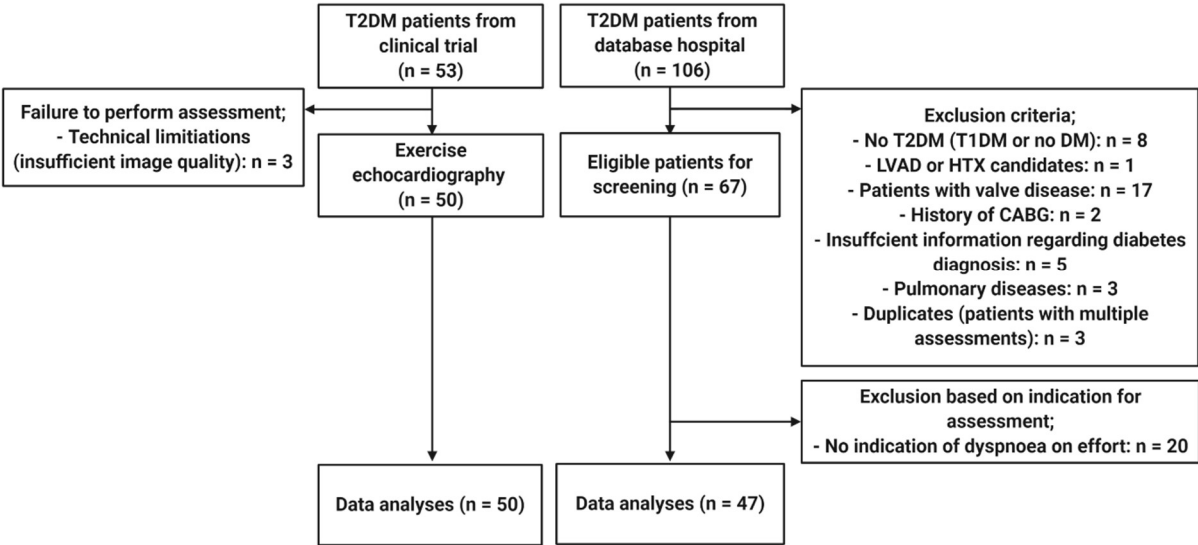 T2DM patients from
clinical trial
(n = 53)
T2DM patients from
database hospital
(n = 106)
Failure to perform assessment;
- Technical limitiations
(insufficient image quality): n = 3
Exercise
echocardiography
(n = 50)
Eligible patients for
screening (n = 67)
Exclusion criteria;
- No T2DM (T1DM or no DM): n = 8
- LVAD or HTX candidates: n = 1
- Patients with valve disease: n = 17
- History of CABG: n = 2
- Insuffcient information regarding diabetes
diagnosis: n = 5
- Pulmonary diseases: n = 3
- Duplicates (patients with multiple
assessments): n = 3
Exclusion based on indication for
assessment;
- No indication of dyspnoea on effort: n = 20
Data analyses (n = 50)
Data analyses (n = 47)